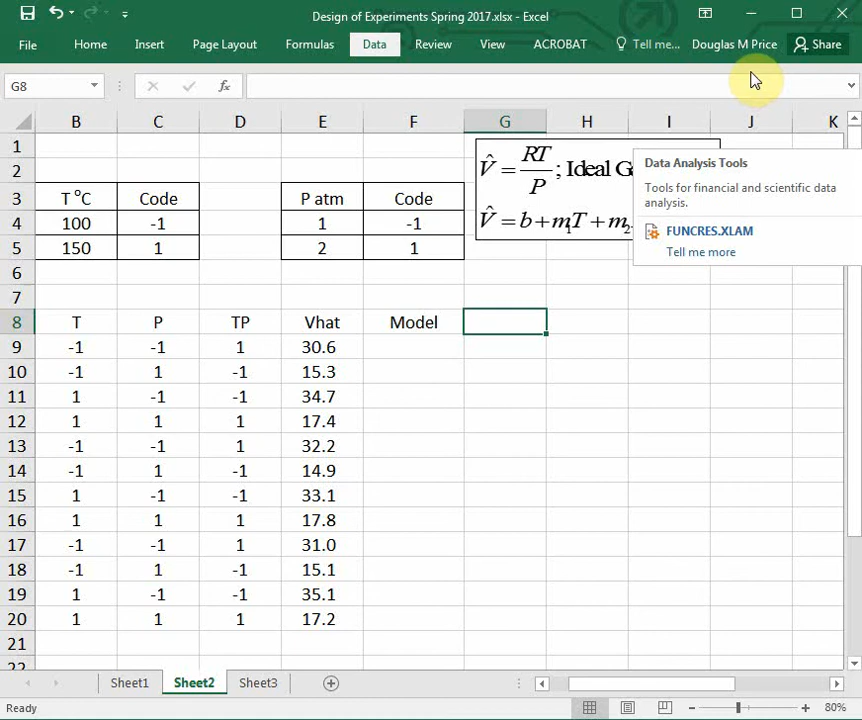 Design of Experiments Spring 2017.xlsx - Excel
File Home Insert Page Layout Formulas Data Review View ACROBAT Tell me... Douglas M Price Share
G8 fx
B C D E F G H I J K
1 V̂ = RT/P ; Ideal G
Data Analysis Tools
2
Tools for financial and scientific data
analysis.
3 T °C Code P atm Code
4 100 -1 1 -1 V̂ = b+m₁T+m₂
FUNCRES.XLAM
5 150 1 2 1
Tell me more
6
7
8 T P TP Vhat Model
9 -1 -1 1 30.6
10 -1 1 -1 15.3
11 1 -1 -1 34.7
12 1 1 1 17.4
13 -1 -1 1 32.2
14 -1 1 -1 14.9
15 1 -1 -1 33.1
16 1 1 1 17.8
17 -1 -1 1 31.0
18 -1 1 -1 15.1
19 1 -1 -1 35.1
20 1 1 1 17.2
21
22
Sheet1 Sheet2 Sheet3
Ready 80%